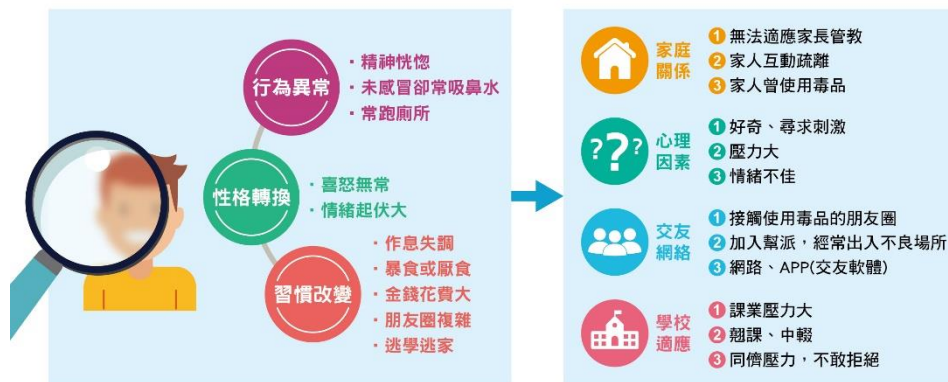 行為異常
・精神恍惚
・未感冒卻常吸鼻水
・常跑廁所
性格轉換
・喜怒無常
・情緒起伏大
習慣改變
・作息失調
・暴食或厭食
・金錢花費大
・朋友圈複雜
・逃學逃家
家庭
關係
1 無法適應家長管教
2 家人互動疏離
3 家人曾使用毒品
???
心理
因素
1 好奇、尋求刺激
2 壓力大
3 情緒不佳
交友
網絡
1 接觸使用毒品的朋友圈
2 加入幫派，經常出入不良場所
3 網路、APP(交友軟體)
學校
適應
1 課業壓力大
2 翹課、中輟
3 同儕壓力，不敢拒絕